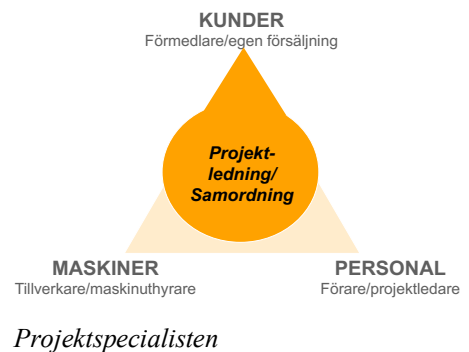 KUNDER
Förmedlare/egen försäljning
Projekt-
ledning/
Samordning
MASKINER
Tillverkare/maskinuthyrare
PERSONAL
Förare/projektledare
Projektspecialisten